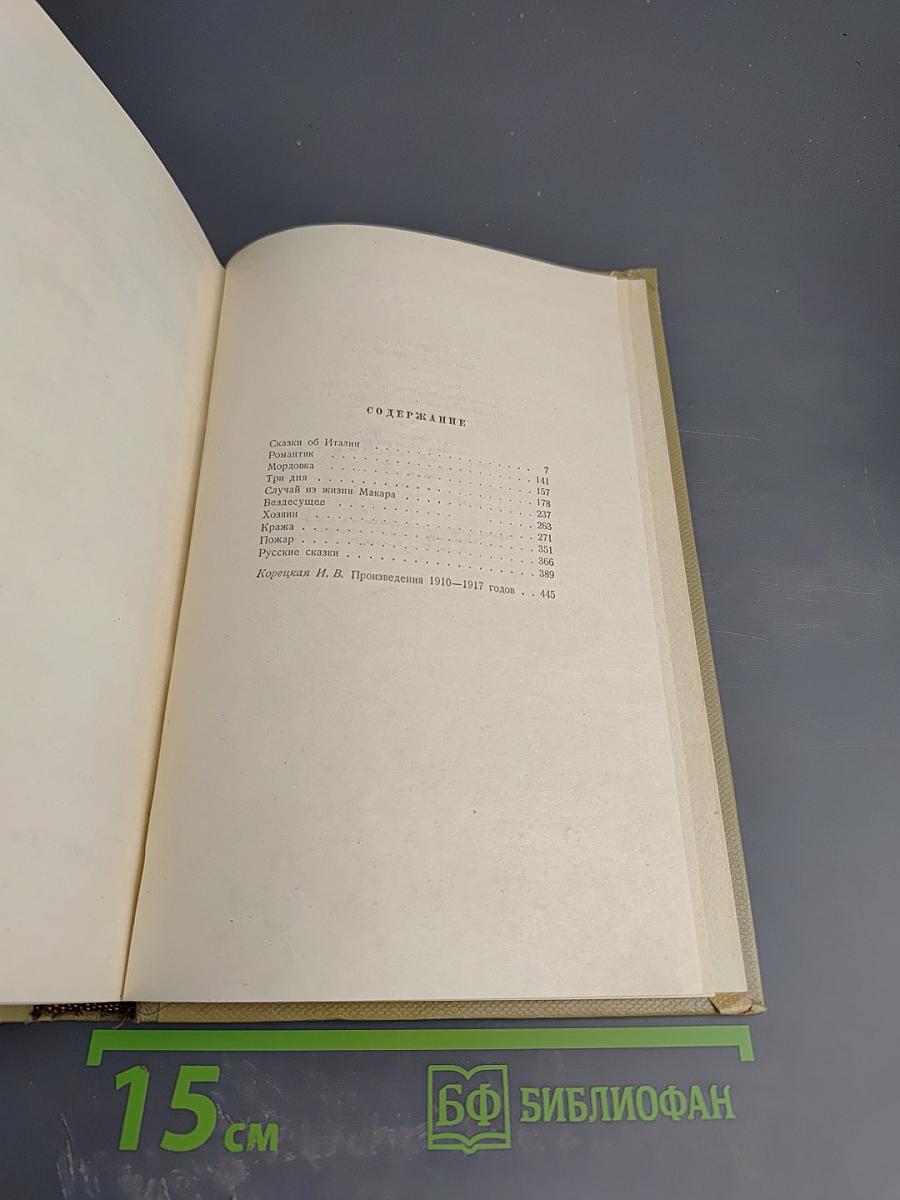 СОДЕРЖАНИЕ
Сказки об Италии . . . . . . . . . . . . . . 7
Романтик . . . . . . . . . . . . . . . . . 141
Мордовка . . . . . . . . . . . . . . . . . 157
Три дня . . . . . . . . . . . . . . . . . . 178
Случай из жизни Макара . . . . . . . . . . 237
Вездесущее . . . . . . . . . . . . . . . . 263
Хозяин . . . . . . . . . . . . . . . . . . 271
Кража . . . . . . . . . . . . . . . . . . . 351
Пожар . . . . . . . . . . . . . . . . . . . 366
Русские сказки . . . . . . . . . . . . . . 389
Корецкая И. В. Произведения 1910—1917 годов . . 445
15 см
БФ БИБЛИОФАН